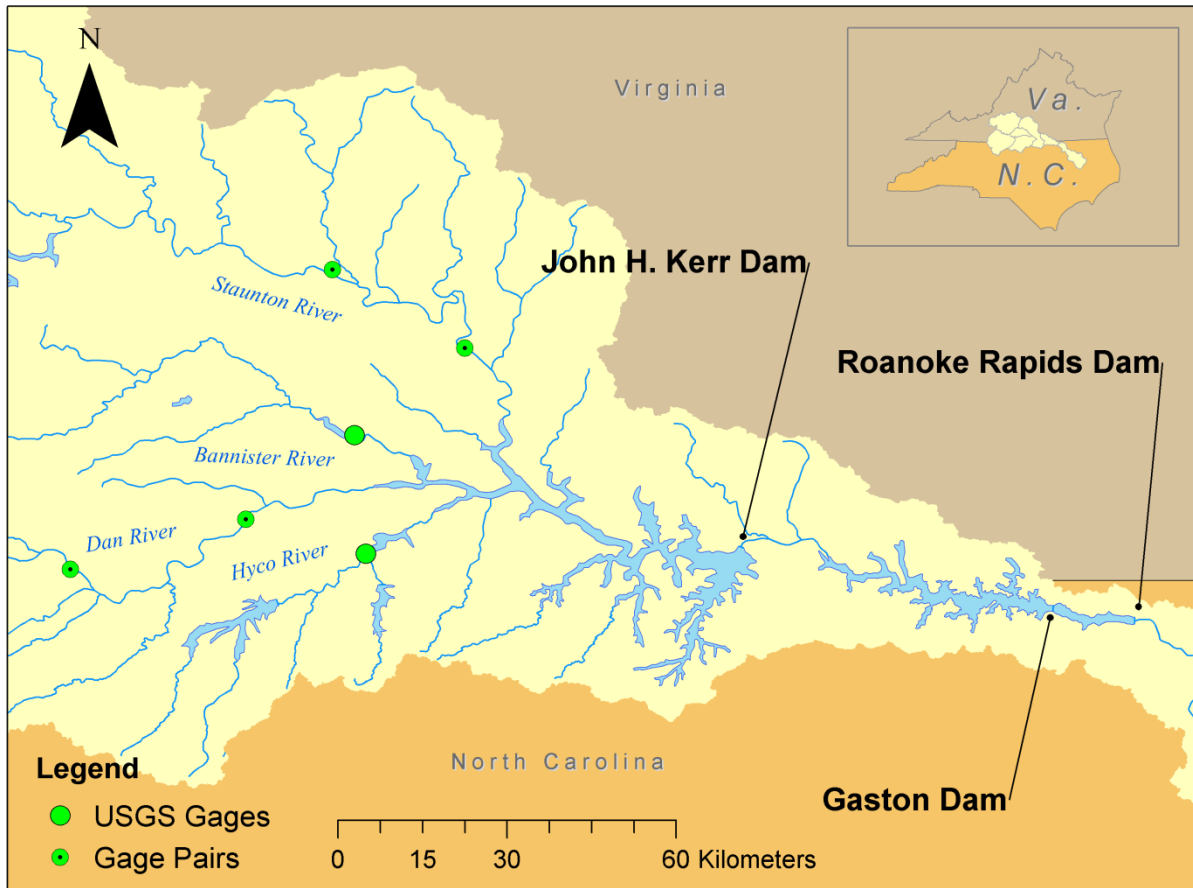 N
Virginia
Va.
N.C.
John H. Kerr Dam
Staunton River
Roanoke Rapids Dam
Bannister River
Dan River
Hyco River
North Carolina
Gaston Dam
Legend
USGS Gages
Gage Pairs
0 15 30 60 Kilometers